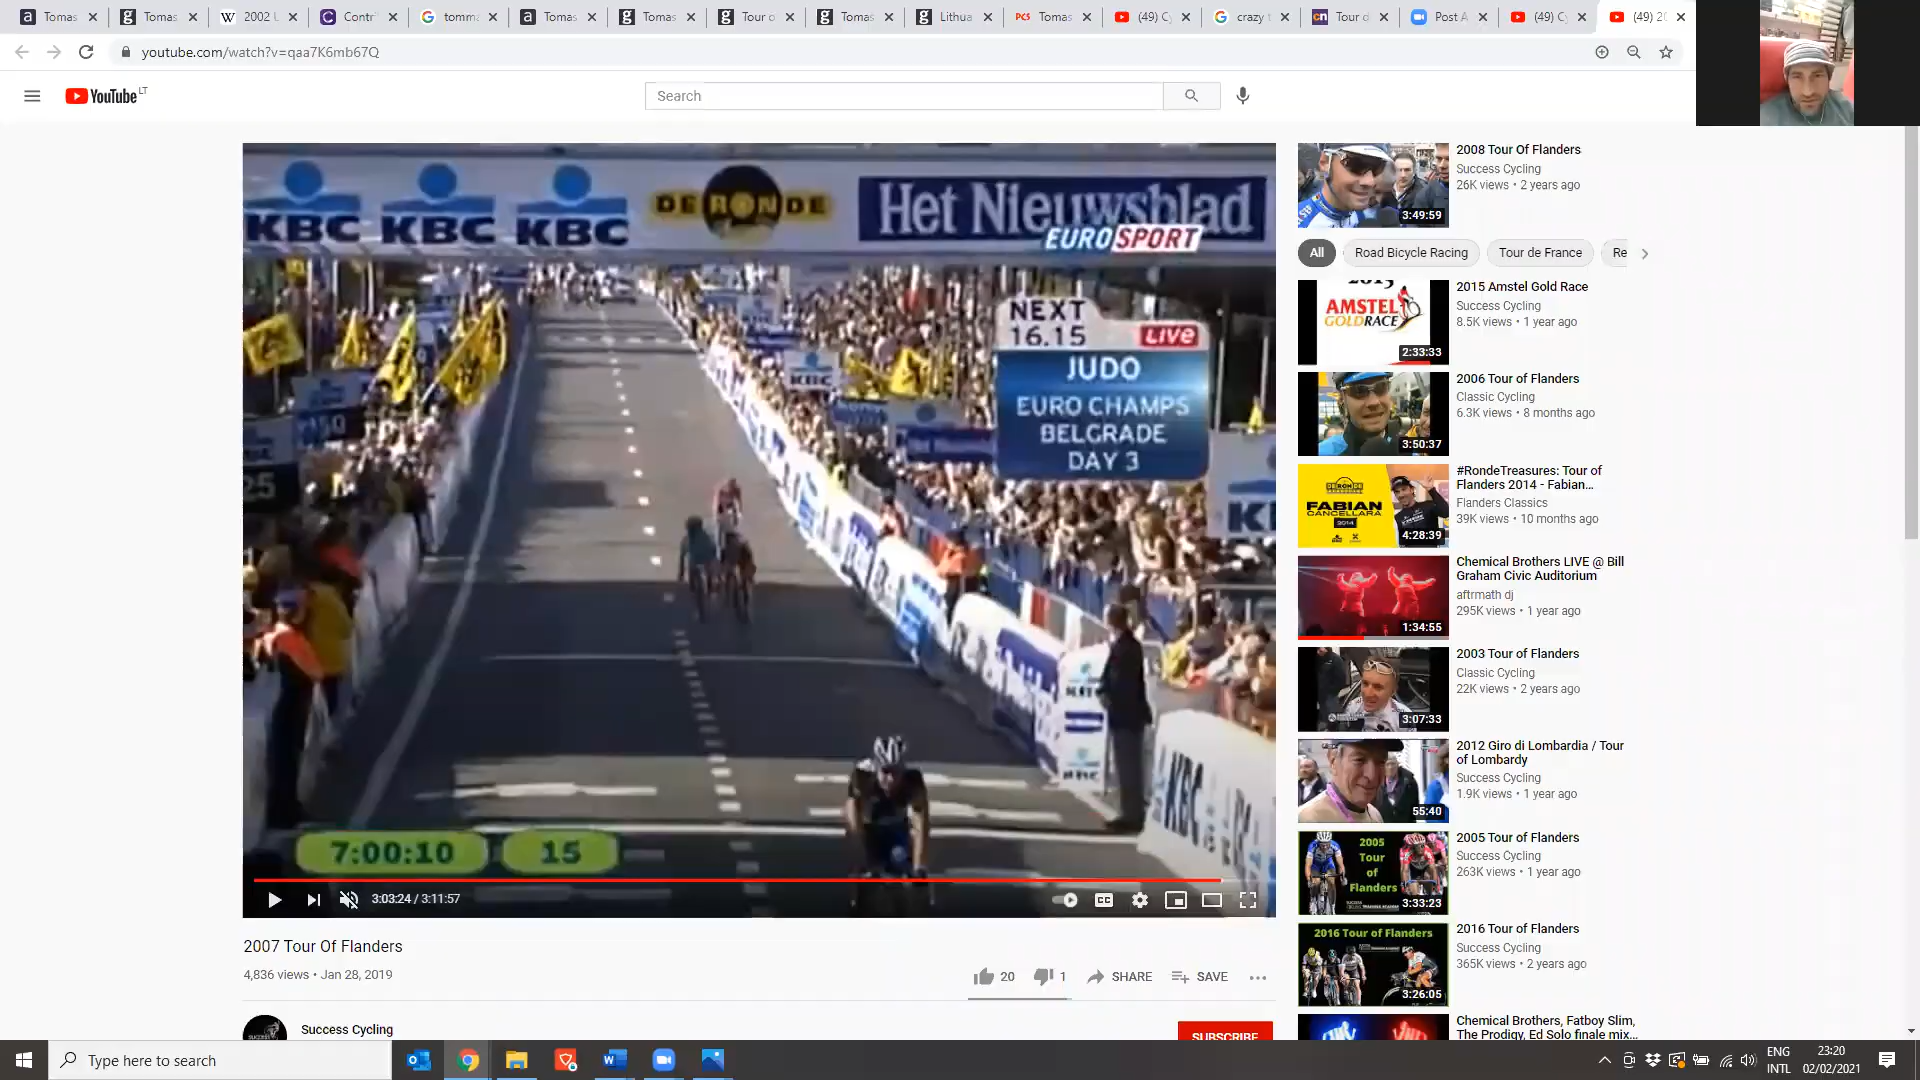 Tomas
Tomas
2002 U
Contri
tomma
Tomas
Tomas
Tour o
Tomas
Lithua
PCS Tomas
(49) C
crazy t
Tour d
Post A
(49) C
(49) 20
youtube.com/watch?v=qaa7K6mb67Q
YouTube LT
Search
KBC KBC KBC DE RONDE Het Nieuwsblad
EUROSPORT
NEXT
16.15 LIVE
JUDO
EURO CHAMPS
BELGRADE
DAY 3
KBC
25
KBC
KBC
7:00:10 15
3:03:24 / 3:11:57
2007 Tour Of Flanders
4,836 views • Jan 28, 2019
20 1 SHARE SAVE
Success Cycling
SUBSCRIBE
2008 Tour Of Flanders
Success Cycling
26K views • 2 years ago
3:49:59
All Road Bicycle Racing Tour de France Re
2015
AMSTEL
GOLDRACE
2:33:33
2015 Amstel Gold Race
Success Cycling
8.5K views • 1 year ago
2006 Tour of Flanders
Classic Cycling
6.3K views • 8 months ago
3:50:37
#RondeTreasures: Tour of
Flanders 2014 - Fabian...
Flanders Classics
39K views • 10 months ago
FABIAN
CANCELLARA
2014
4:28:39
Chemical Brothers LIVE @ Bill
Graham Civic Auditorium
aftrmath dj
295K views • 1 year ago
1:34:55
2003 Tour of Flanders
Classic Cycling
22K views • 2 years ago
3:07:33
2012 Giro di Lombardia / Tour
of Lombardy
Success Cycling
1.9K views • 1 year ago
55:40
2005
Tour
of
Flanders
3:33:23
2005 Tour of Flanders
Success Cycling
263K views • 1 year ago
2016 Tour of Flanders
3:26:05
2016 Tour of Flanders
Success Cycling
365K views • 2 years ago
Chemical Brothers, Fatboy Slim,
The Prodigy, Ed Solo finale mix...
Type here to search
ENG
INTL
23:20
02/02/2021